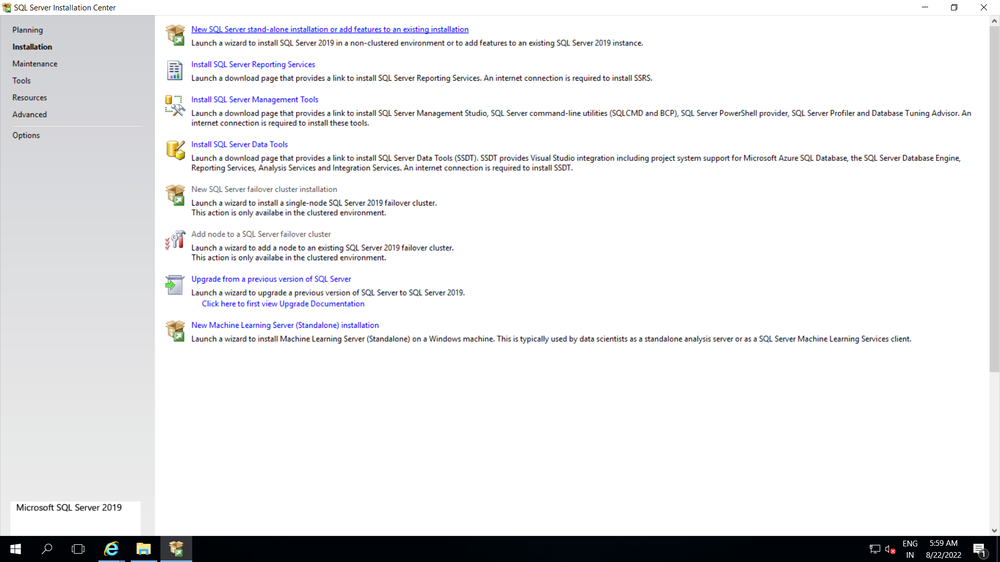 SQL Server Installation Center
Planning
Installation
Maintenance
Tools
Resources
Advanced
Options
New SQL Server stand-alone installation or add features to an existing installation
Launch a wizard to install SQL Server 2019 in a non-clustered environment or to add features to an existing SQL Server 2019 instance.
Install SQL Server Reporting Services
Launch a download page that provides a link to install SQL Server Reporting Services. An internet connection is required to install SSRS.
Install SQL Server Management Tools
Launch a download page that provides a link to install SQL Server Management Studio, SQL Server command-line utilities (SQLCMD and BCP), SQL Server PowerShell provider, SQL Server Profiler and Database Tuning Advisor. An
internet connection is required to install these tools.
Install SQL Server Data Tools
Launch a download page that provides a link to install SQL Server Data Tools (SSDT). SSDT provides Visual Studio integration including project system support for Microsoft Azure SQL Database, the SQL Server Database Engine,
Reporting Services, Analysis Services and Integration Services. An internet connection is required to install SSDT.
New SQL Server failover cluster installation
Launch a wizard to install a single-node SQL Server 2019 failover cluster.
This action is only availabe in the clustered environment.
Add node to a SQL Server failover cluster
Launch a wizard to add a node to an existing SQL Server 2019 failover cluster.
This action is only availabe in the clustered environment.
Upgrade from a previous version of SQL Server
Launch a wizard to upgrade a previous version of SQL Server to SQL Server 2019.
Click here to first view Upgrade Documentation
New Machine Learning Server (Standalone) installation
Launch a wizard to install Machine Learning Server (Standalone) on a Windows machine. This is typically used by data scientists as a standalone analysis server or as a SQL Server Machine Learning Services client.
Microsoft SQL Server 2019
ENG
IN
5:59 AM
8/22/2022
1